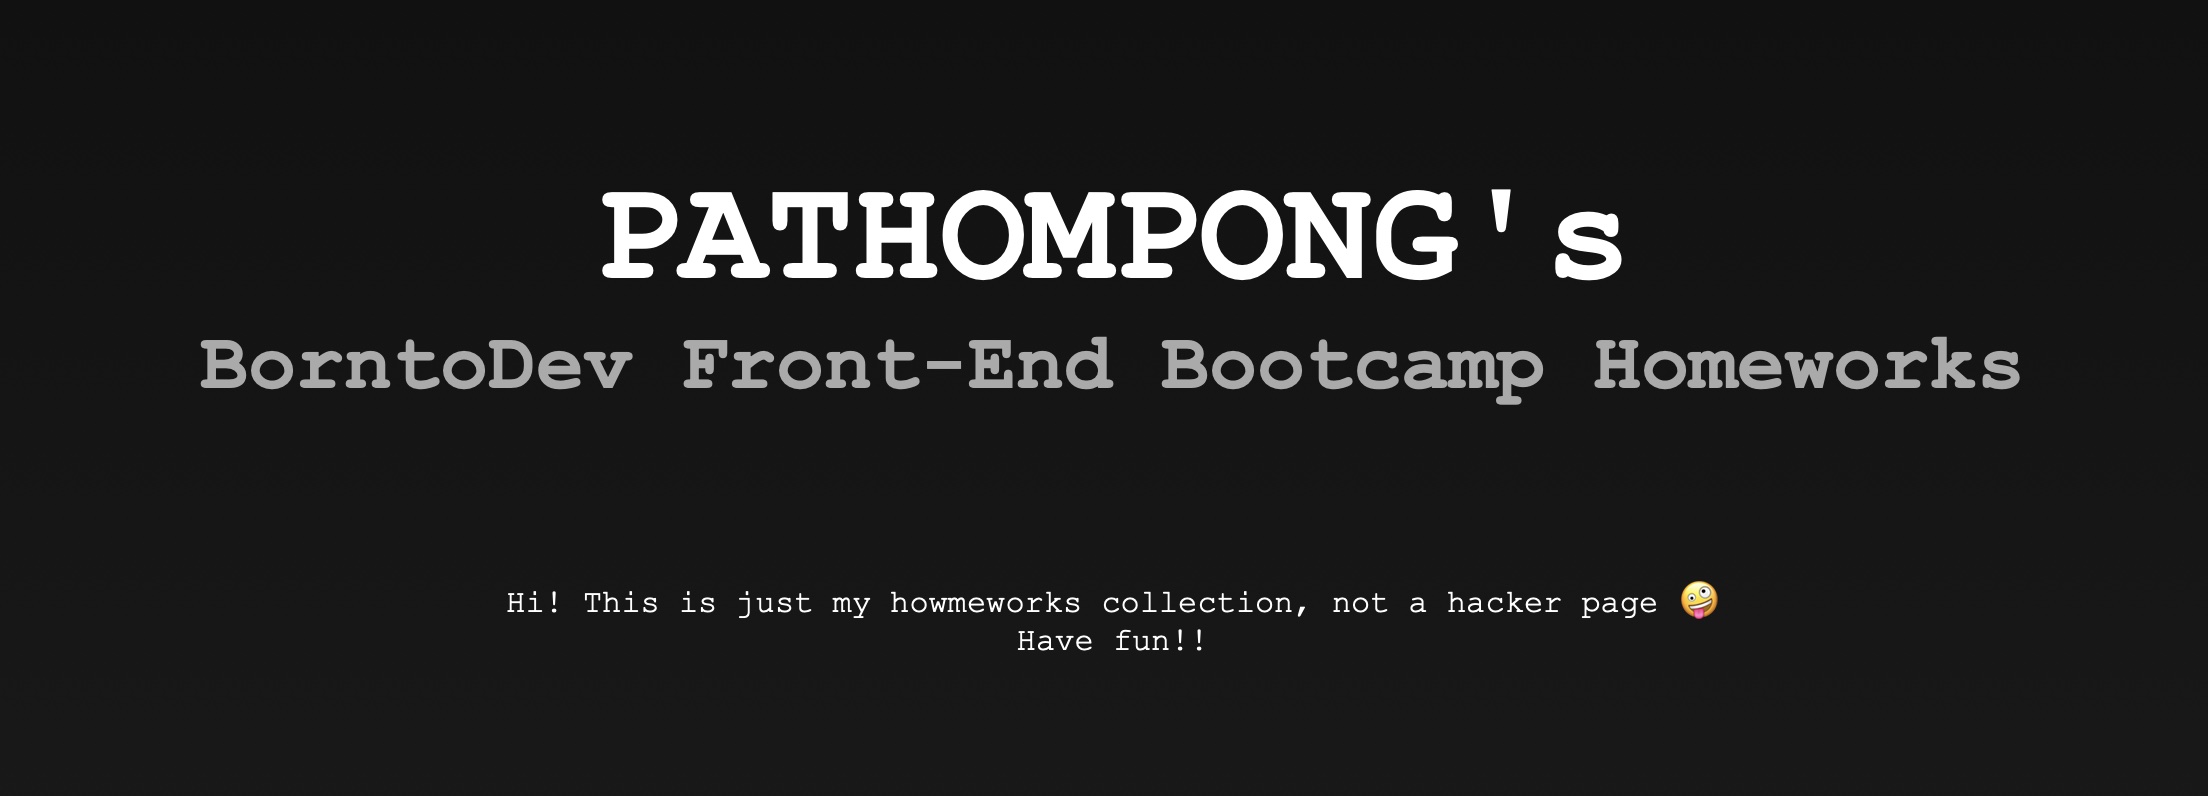 PATHOMPONG's
BorntoDev Front-End Bootcamp Homeworks
Hi! This is just my howmeworks collection, not a hacker page 🤪
Have fun!!